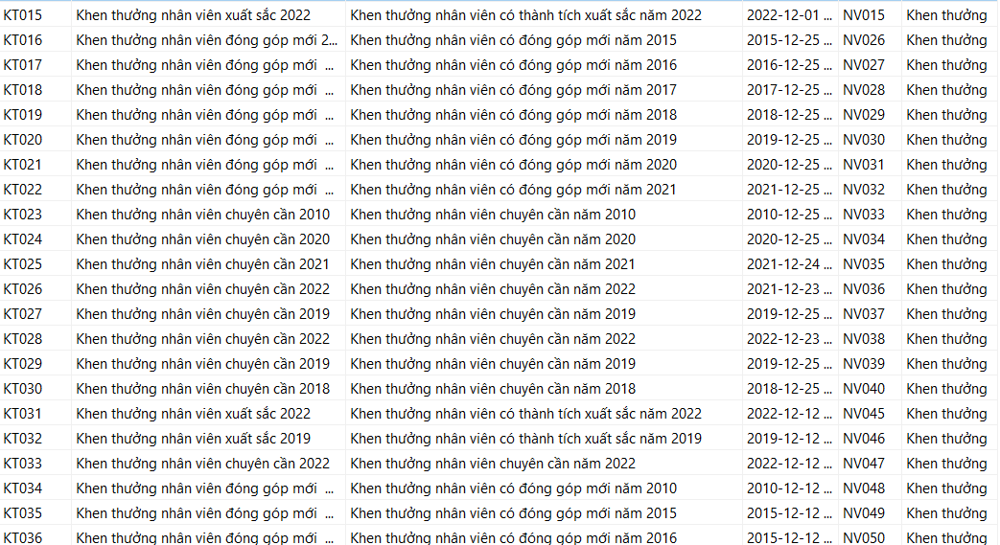 KT015 Khen thưởng nhân viên xuất sắc 2022 Khen thưởng nhân viên có thành tích xuất sắc năm 2022 2022-12-01 ... NV015 Khen thưởng
KT016 Khen thưởng nhân viên đóng góp mới 2... Khen thưởng nhân viên có đóng góp mới năm 2015 2015-12-25 ... NV026 Khen thưởng
KT017 Khen thưởng nhân viên đóng góp mới ... Khen thưởng nhân viên có đóng góp mới năm 2016 2016-12-25 ... NV027 Khen thưởng
KT018 Khen thưởng nhân viên đóng góp mới ... Khen thưởng nhân viên có đóng góp mới năm 2017 2017-12-25 ... NV028 Khen thưởng
KT019 Khen thưởng nhân viên đóng góp mới ... Khen thưởng nhân viên có đóng góp mới năm 2018 2018-12-25 ... NV029 Khen thưởng
KT020 Khen thưởng nhân viên đóng góp mới ... Khen thưởng nhân viên có đóng góp mới năm 2019 2019-12-25 ... NV030 Khen thưởng
KT021 Khen thưởng nhân viên đóng góp mới ... Khen thưởng nhân viên có đóng góp mới năm 2020 2020-12-25 ... NV031 Khen thưởng
KT022 Khen thưởng nhân viên đóng góp mới ... Khen thưởng nhân viên có đóng góp mới năm 2021 2021-12-25 ... NV032 Khen thưởng
KT023 Khen thưởng nhân viên chuyên cần 2010 Khen thưởng nhân viên chuyên cần năm 2010 2010-12-25 ... NV033 Khen thưởng
KT024 Khen thưởng nhân viên chuyên cần 2020 Khen thưởng nhân viên chuyên cần năm 2020 2020-12-25 ... NV034 Khen thưởng
KT025 Khen thưởng nhân viên chuyên cần 2021 Khen thưởng nhân viên chuyên cần năm 2021 2021-12-24 ... NV035 Khen thưởng
KT026 Khen thưởng nhân viên chuyên cần 2022 Khen thưởng nhân viên chuyên cần năm 2022 2021-12-23 ... NV036 Khen thưởng
KT027 Khen thưởng nhân viên chuyên cần 2019 Khen thưởng nhân viên chuyên cần năm 2019 2019-12-25 ... NV037 Khen thưởng
KT028 Khen thưởng nhân viên chuyên cần 2022 Khen thưởng nhân viên chuyên cần năm 2022 2022-12-23 ... NV038 Khen thưởng
KT029 Khen thưởng nhân viên chuyên cần 2019 Khen thưởng nhân viên chuyên cần năm 2019 2019-12-25 ... NV039 Khen thưởng
KT030 Khen thưởng nhân viên chuyên cần 2018 Khen thưởng nhân viên chuyên cần năm 2018 2018-12-25 ... NV040 Khen thưởng
KT031 Khen thưởng nhân viên xuất sắc 2022 Khen thưởng nhân viên có thành tích xuất sắc năm 2022 2022-12-12 ... NV045 Khen thưởng
KT032 Khen thưởng nhân viên xuất sắc 2019 Khen thưởng nhân viên có thành tích xuất sắc năm 2019 2019-12-12 ... NV046 Khen thưởng
KT033 Khen thưởng nhân viên chuyên cần 2022 Khen thưởng nhân viên chuyên cần năm 2022 2022-12-12 ... NV047 Khen thưởng
KT034 Khen thưởng nhân viên đóng góp mới ... Khen thưởng nhân viên có đóng góp mới năm 2010 2010-12-12 ... NV048 Khen thưởng
KT035 Khen thưởng nhân viên đóng góp mới ... Khen thưởng nhân viên có đóng góp mới năm 2015 2015-12-12 ... NV049 Khen thưởng
KT036 Khen thưởng nhân viên đóng góp mới ... Khen thưởng nhân viên có đóng góp mới năm 2016 2015-12-12 ... NV050 Khen thưởng